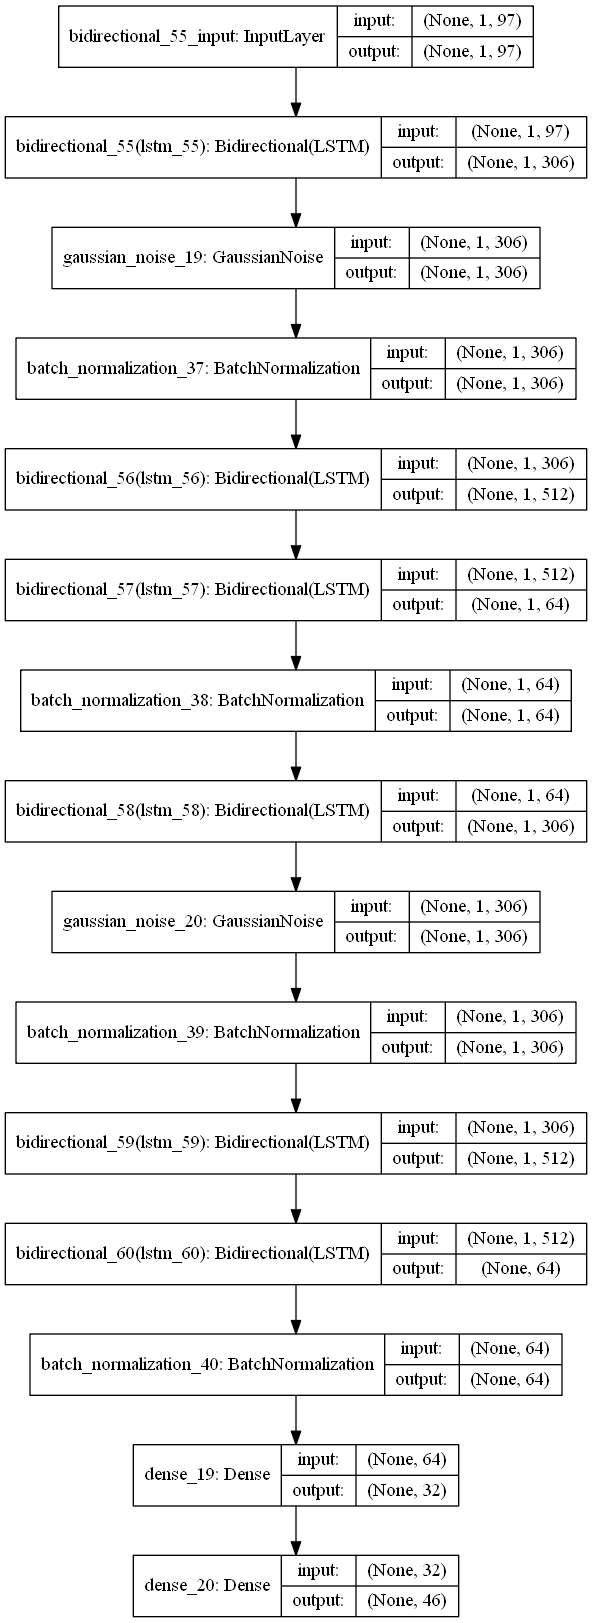 bidirectional_55_input: InputLayer
input: (None, 1, 97)
output: (None, 1, 97)
bidirectional_55(lstm_55): Bidirectional(LSTM)
input: (None, 1, 97)
output: (None, 1, 306)
gaussian_noise_19: GaussianNoise
input: (None, 1, 306)
output: (None, 1, 306)
batch_normalization_37: BatchNormalization
input: (None, 1, 306)
output: (None, 1, 306)
bidirectional_56(lstm_56): Bidirectional(LSTM)
input: (None, 1, 306)
output: (None, 1, 512)
bidirectional_57(lstm_57): Bidirectional(LSTM)
input: (None, 1, 512)
output: (None, 1, 64)
batch_normalization_38: BatchNormalization
input: (None, 1, 64)
output: (None, 1, 64)
bidirectional_58(lstm_58): Bidirectional(LSTM)
input: (None, 1, 64)
output: (None, 1, 306)
gaussian_noise_20: GaussianNoise
input: (None, 1, 306)
output: (None, 1, 306)
batch_normalization_39: BatchNormalization
input: (None, 1, 306)
output: (None, 1, 306)
bidirectional_59(lstm_59): Bidirectional(LSTM)
input: (None, 1, 306)
output: (None, 1, 512)
bidirectional_60(lstm_60): Bidirectional(LSTM)
input: (None, 1, 512)
output: (None, 64)
batch_normalization_40: BatchNormalization
input: (None, 64)
output: (None, 64)
dense_19: Dense
input: (None, 64)
output: (None, 32)
dense_20: Dense
input: (None, 32)
output: (None, 46)